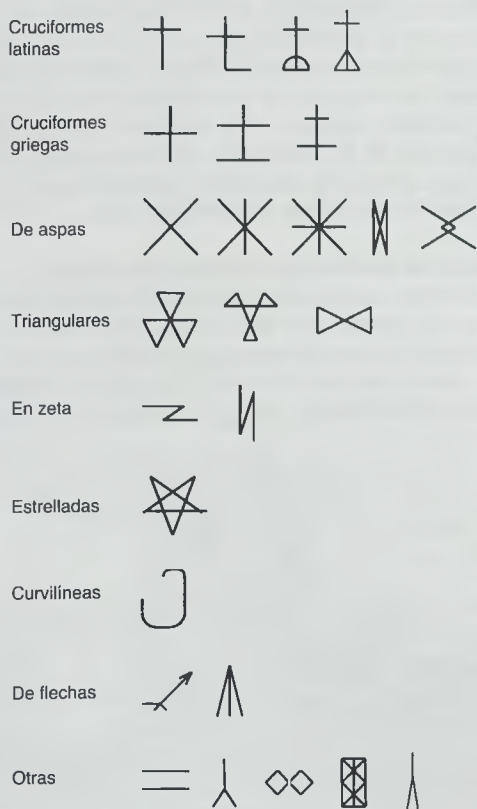 Cruciformes
latinas
Cruciformes
griegas
De aspas
Triangulares
En zeta
Estrelladas
Curvilíneas
De flechas
Otras